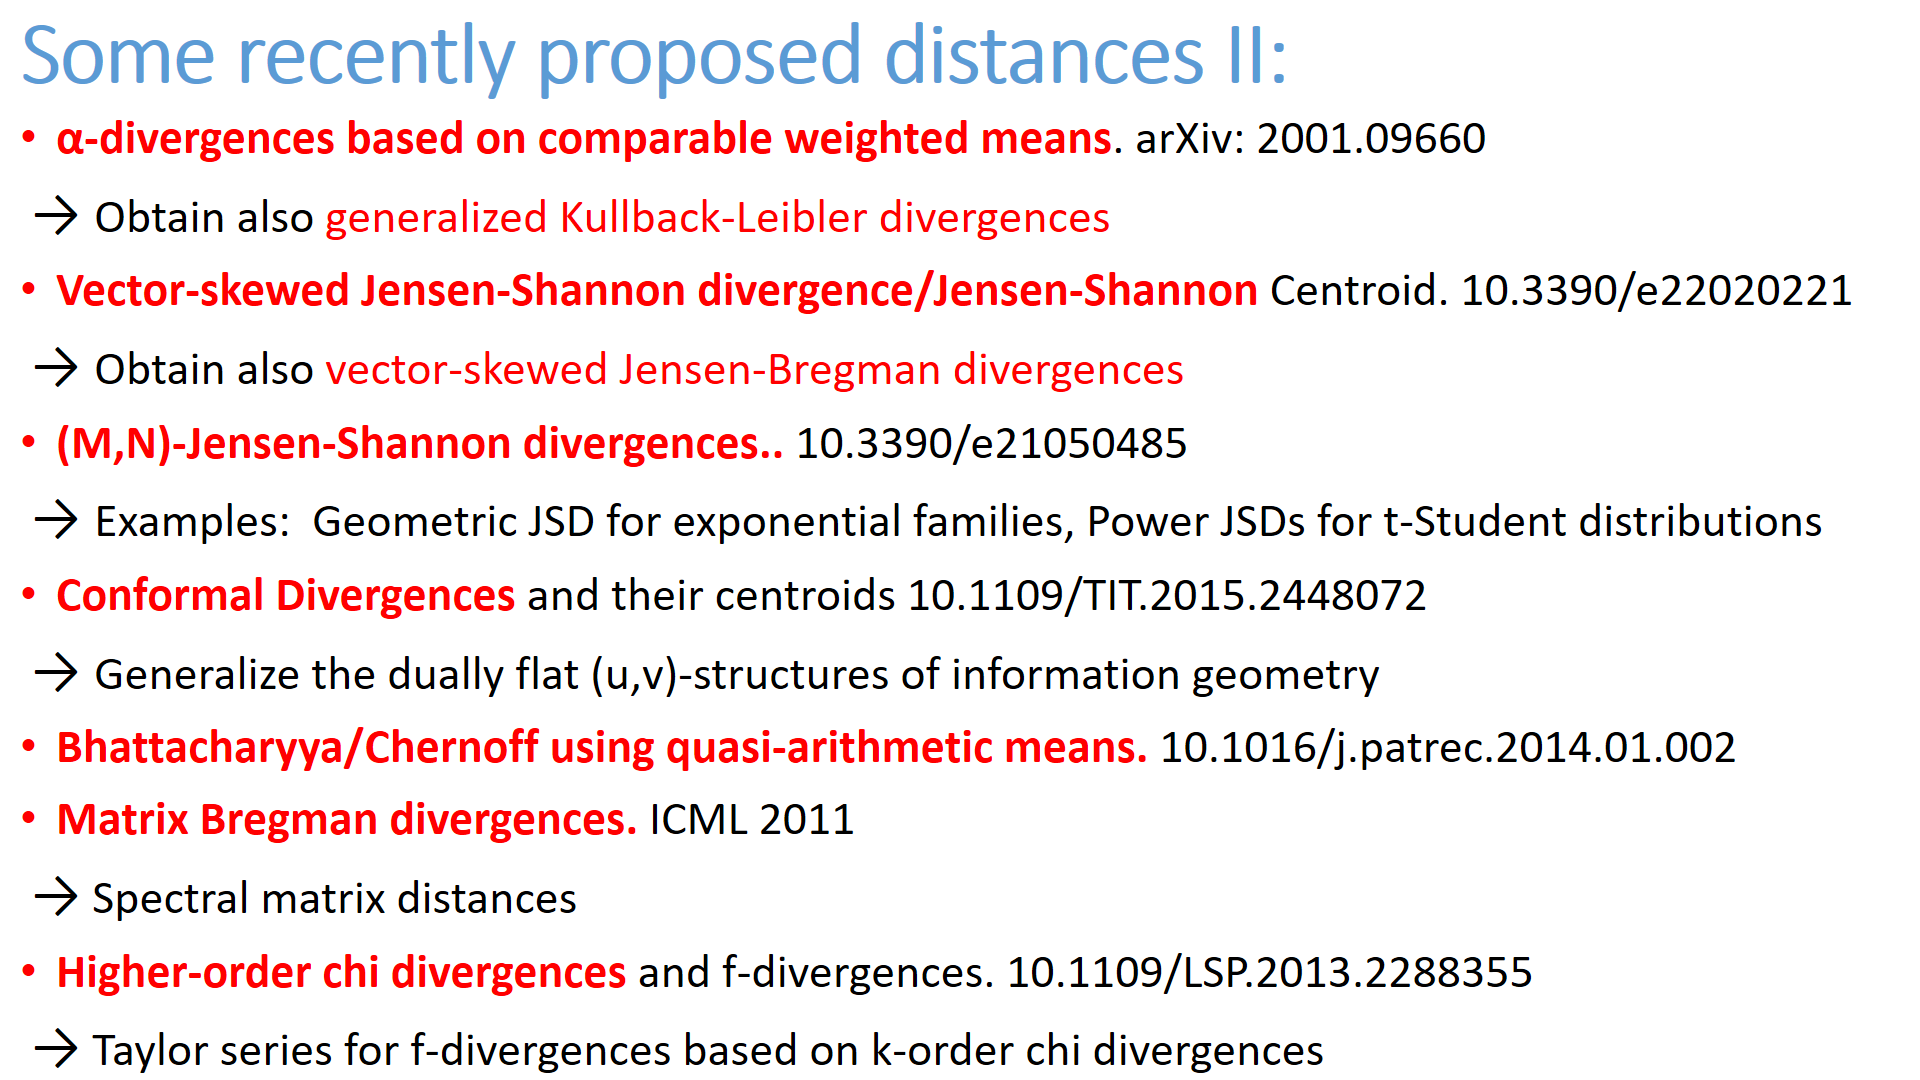 Some recently proposed distances II:
• α-divergences based on comparable weighted means. arXiv: 2001.09660
→ Obtain also generalized Kullback-Leibler divergences
• Vector-skewed Jensen-Shannon divergence/Jensen-Shannon Centroid. 10.3390/e22020221
→ Obtain also vector-skewed Jensen-Bregman divergences
• (M,N)-Jensen-Shannon divergences.. 10.3390/e21050485
→ Examples:  Geometric JSD for exponential families, Power JSDs for t-Student distributions
• Conformal Divergences and their centroids 10.1109/TIT.2015.2448072
→ Generalize the dually flat (u,v)-structures of information geometry
• Bhattacharyya/Chernoff using quasi-arithmetic means. 10.1016/j.patrec.2014.01.002
• Matrix Bregman divergences. ICML 2011
→ Spectral matrix distances
• Higher-order chi divergences and f-divergences. 10.1109/LSP.2013.2288355
→ Taylor series for f-divergences based on k-order chi divergences